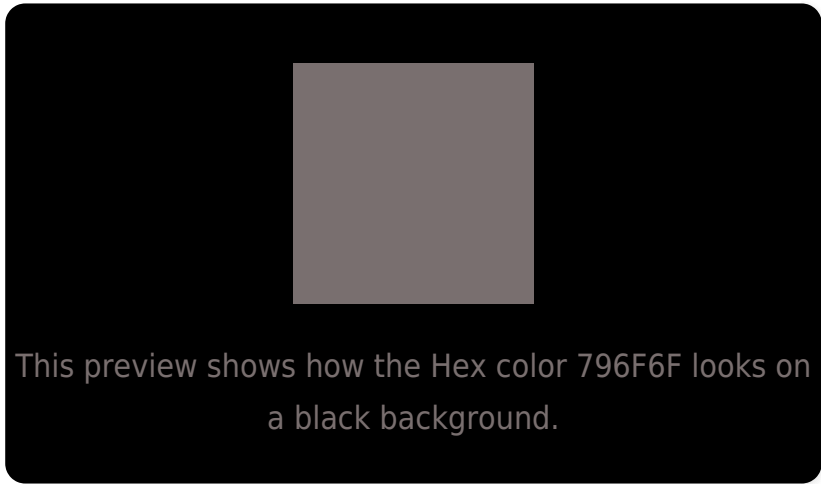 This preview shows how the Hex color 796F6F looks on
a black background.